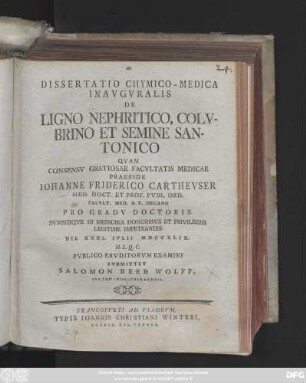 24.
DISSERTATIO CHYMICO-MEDICA
INAVGVRALIS
DE
LIGNO NEPHRITICO, COLV-
BRINO ET SEMINE SAN-
TONICO
QVAM
CONSENSV GRATIOSAE FACVLTATIS MEDICAE
PRAESIDE
IOHANNE FRIDERICO CARTHEVSER
MED. DOCT. ET PROF. PVBL. ORD.
FACVLT. MED. H. T. DECANO
PRO GRADV DOCTORIS
SVMMISQVE IN MEDICINA HONORIBVS ET PRIVILEGIIS
LEGITIME IMPETRANDIS
DIE XXXI. IVLII MDCCXLIX.
H. L. Q. C.
PVBLICO ERVDITORVM EXAMINI
SVBMITTIT
SALOMON BEER WOLFF,
FRANCOFVRTI AD VIADRVM,
TYPIS IOANNIS CHRISTIANI WINTERI,